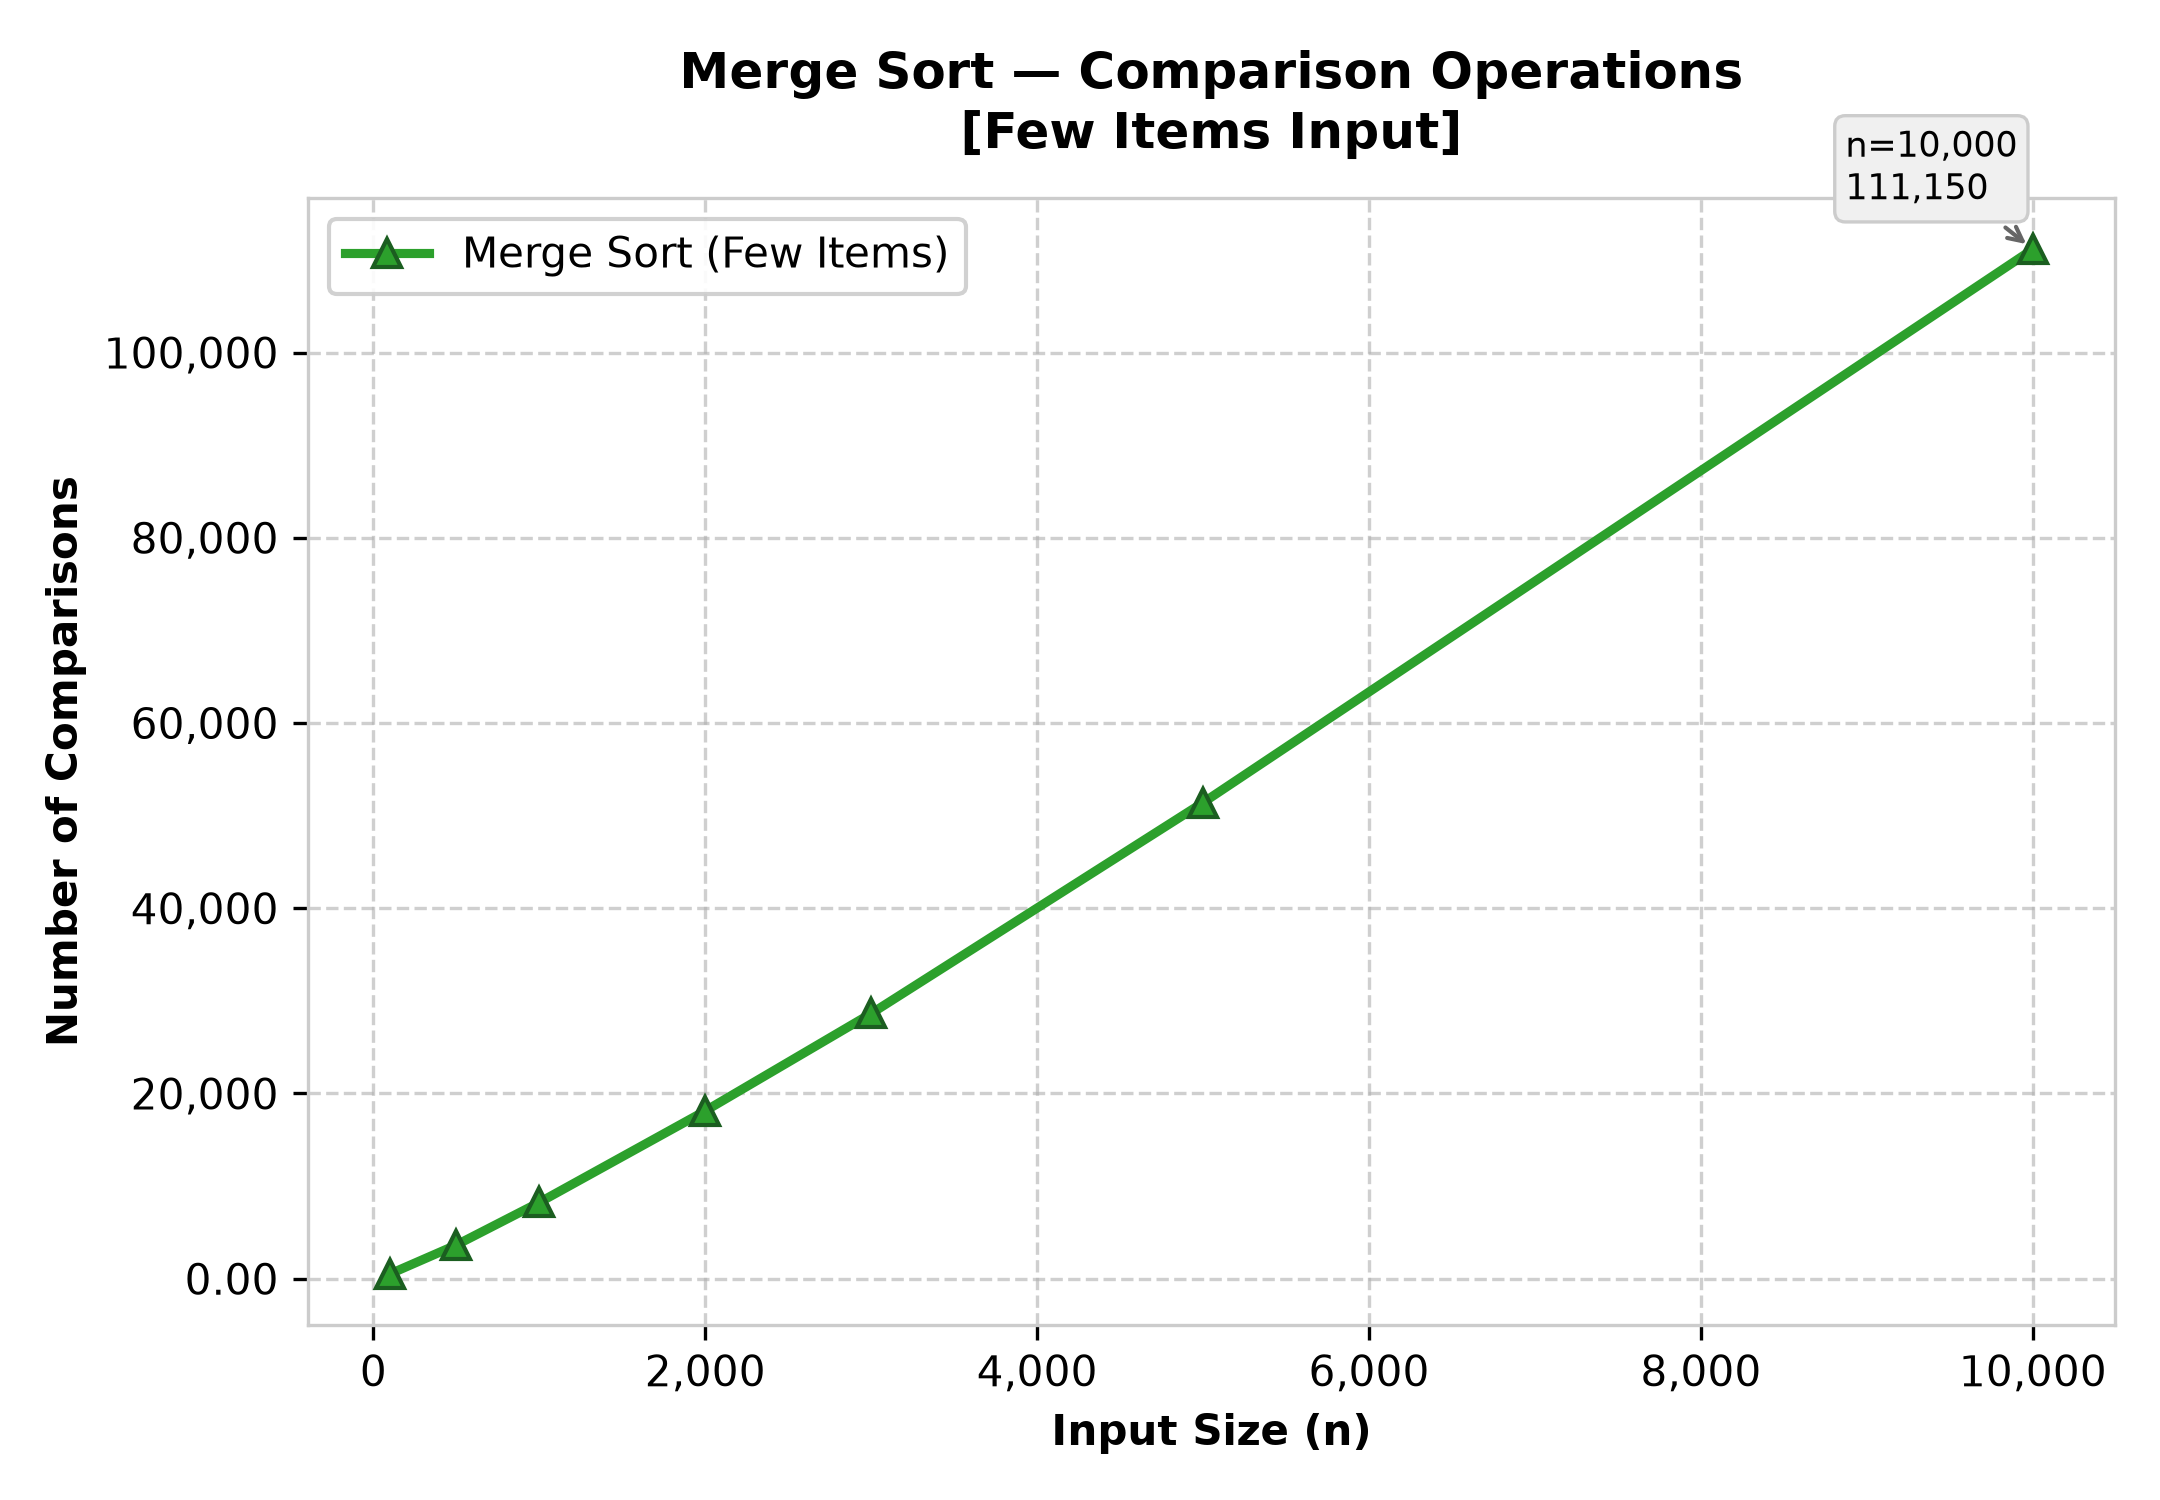 Merge Sort — Comparison Operations
[Few Items Input]
n=10,000
111,150
Merge Sort (Few Items)
100,000
80,000
60,000
40,000
20,000
0.00
Number of Comparisons
0
2,000
4,000
6,000
8,000
10,000
Input Size (n)